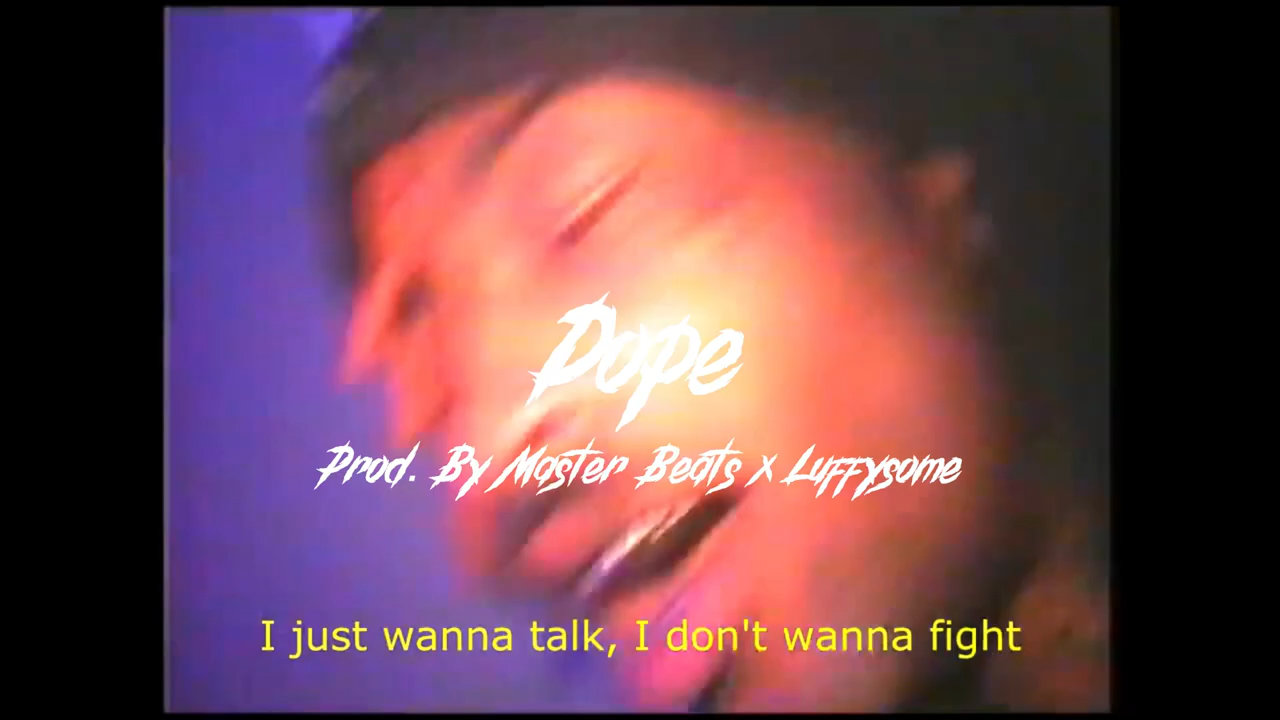 Dope
Prod. By Master Beats x Luffysome
I just wanna talk, I don't wanna fight